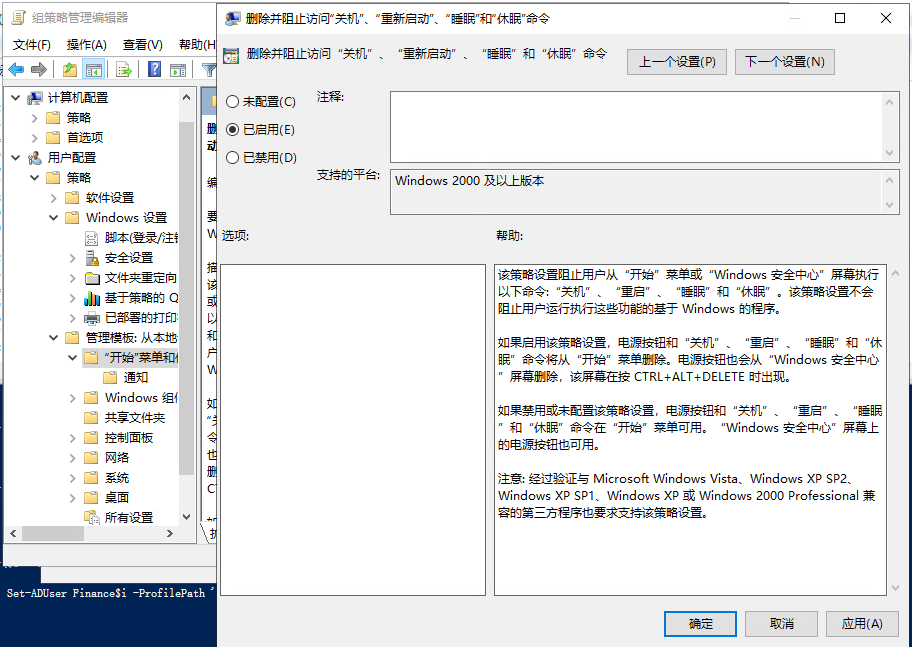 组策略管理编辑器
文件(F) 操作(A) 查看(V) 帮助(H
计算机配置
策略
首选项
用户配置
策略
软件设置
Windows 设置
脚本(登录/注销
安全设置
文件夹重定向
基于策略的 Q
已部署的打印
管理模板: 从本地
"开始"菜单和任
通知
Windows 组件
共享文件夹
控制面板
网络
系统
桌面
所有设置
Set-ADUser Finance$i -ProfilePath '
删除并阻止访问"关机"、"重新启动"、"睡眠"和"休眠"命令
删除并阻止访问 "关机" 、 "重新启动" 、 "睡眠" 和 "休眠" 命令
上一个设置(P)
下一个设置(N)
未配置(C)
已启用(E)
已禁用(D)
注释:
支持的平台:
Windows 2000 及以上版本
选项:
帮助:
该策略设置阻止用户从 "开始" 菜单或 "Windows 安全中心" 屏幕执行
以下命令: "关机" 、 "重启" 、 "睡眠" 和 "休眠" 。该策略设置不会
阻止用户运行执行这些功能的基于 Windows 的程序。
如果启用该策略设置，电源按钮和 "关机" 、 "重启" 、 "睡眠" 和 "休
眠" 命令将从 "开始" 菜单删除。电源按钮也会从 "Windows 安全中心
" 屏幕删除，该屏幕在按 CTRL+ALT+DELETE 时出现。
如果禁用或未配置该策略设置，电源按钮和 "关机" 、 "重启" 、 "睡眠
" 和 "休眠" 命令在 "开始" 菜单可用。 "Windows 安全中心" 屏幕上
的电源按钮也可用。
注意: 经过验证与 Microsoft Windows Vista、Windows XP SP2、
Windows XP SP1、Windows XP 或 Windows 2000 Professional 兼
容的第三方程序也要求支持该策略设置。
确定
取消
应用(A)